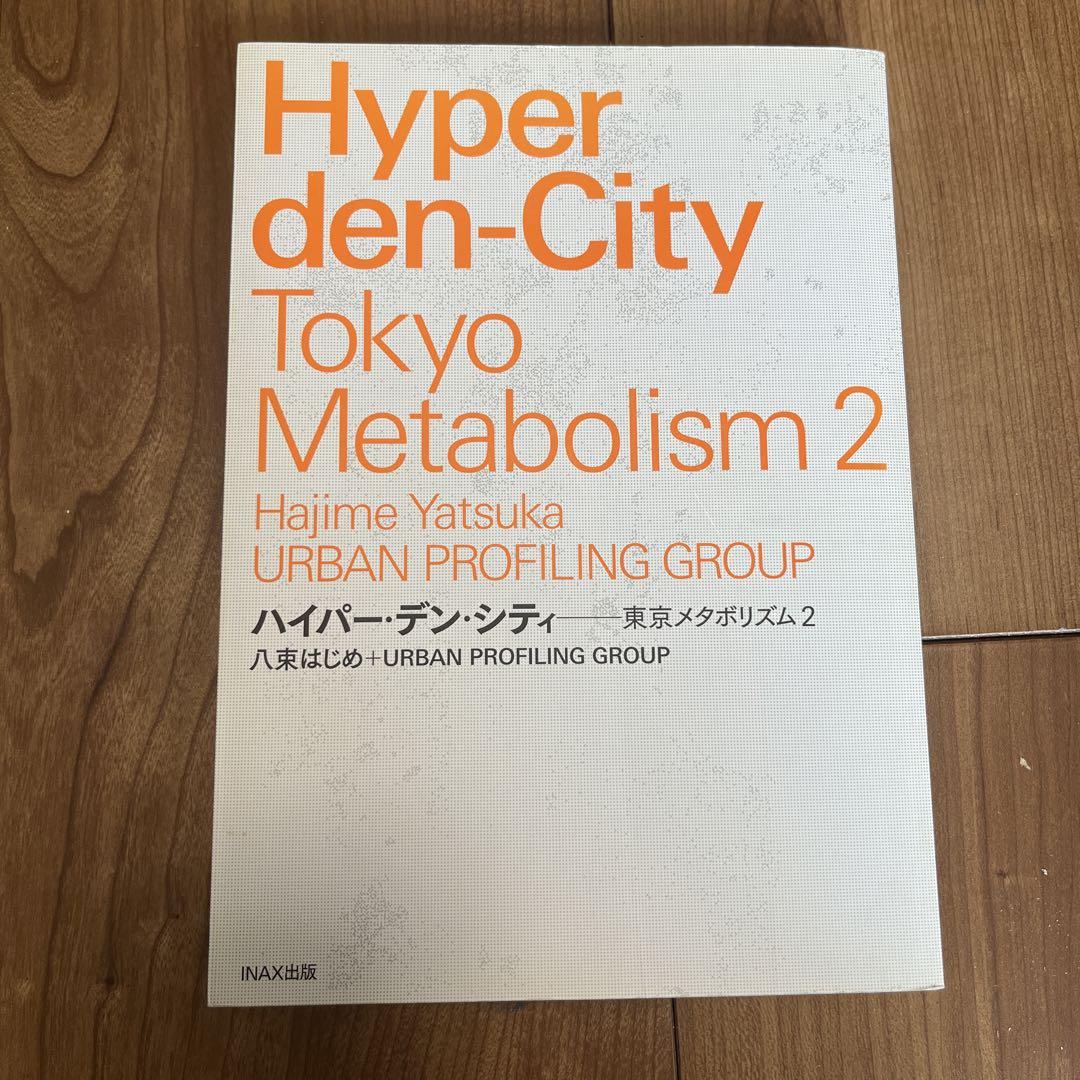 Hyper
den-City
Tokyo
Metabolism 2
Hajime Yatsuka
URBAN PROFILING GROUP
ハイパー・デン・シティ――東京メタボリズム2
八束はじめ+URBAN PROFILING GROUP
INAX出版